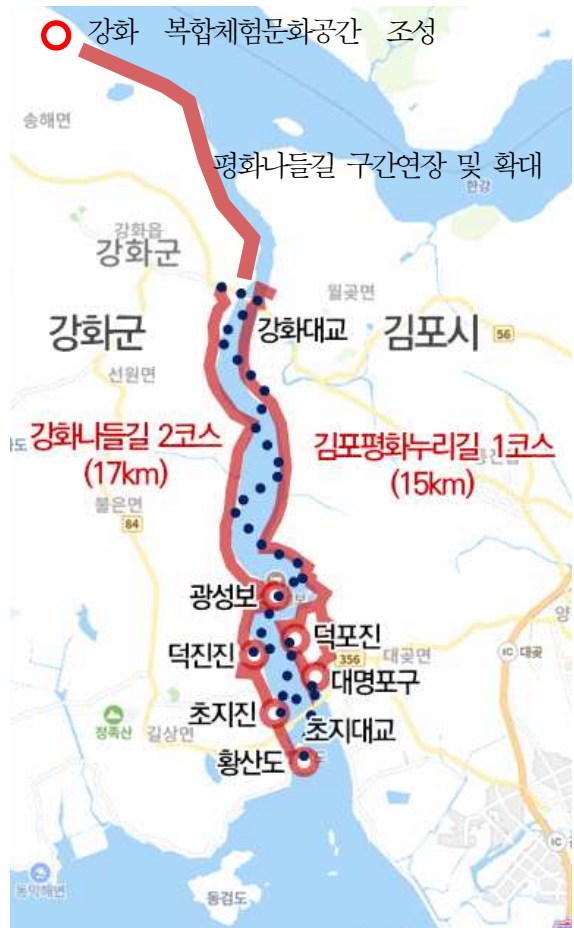 강화 복합체험문화공간 조성
송해면
평화나들길 구간연장 및 확대
한강
강화읍
강화군
월곶면
강화대교
강화군
김포시
56
선원면
강화나들길 2코스
(17km)
김포평화누리길 1코스
(15km)
불은면
84
광성보
덕포진
덕진진
356
대곶면
IC 대곶
대명포구
초지진
초지대교
정족산
길상면
황산도
IC
동막해변
동검도